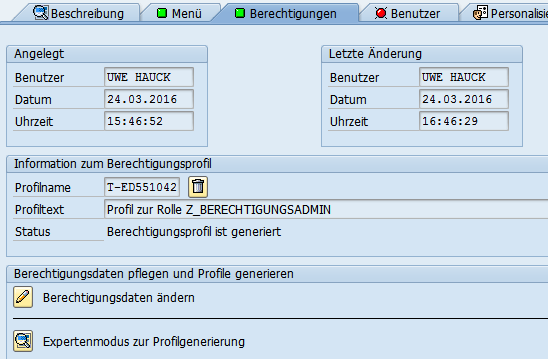 Beschreibung Menü Berechtigungen Benutzer Personalisi
Angelegt
Benutzer UWE HAUCK
Datum 24.03.2016
Uhrzeit 15:46:52
Letzte Änderung
Benutzer UWE HAUCK
Datum 24.03.2016
Uhrzeit 16:46:29
Information zum Berechtigungsprofil
Profilname T-ED551042
Profiltext Profil zur Rolle Z_BERECHTIGUNGSADMIN
Status Berechtigungsprofil ist generiert
Berechtigungsdaten pflegen und Profile generieren
Berechtigungsdaten ändern
Expertenmodus zur Profilgenerierung